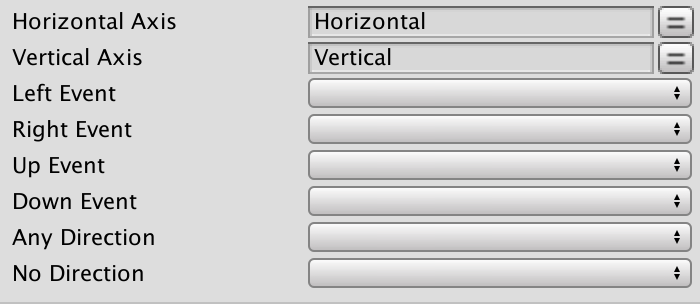 Horizontal Axis Horizontal
Vertical Axis Vertical
Left Event
Right Event
Up Event
Down Event
Any Direction
No Direction